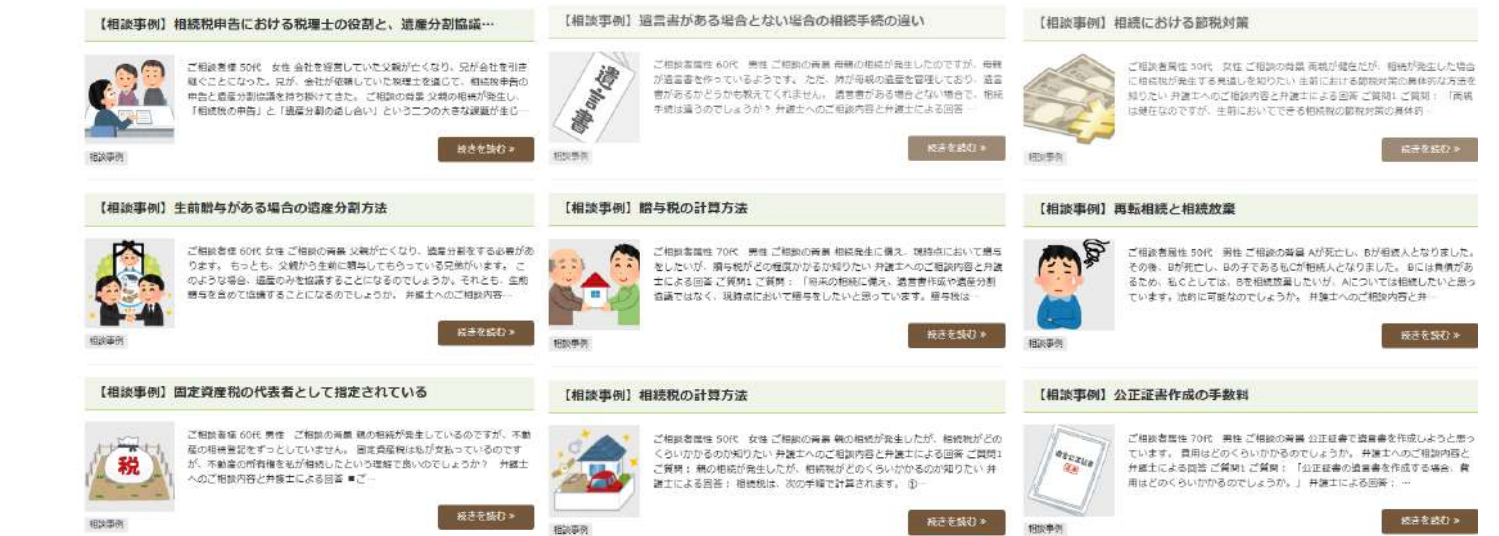 【相談事例】相続税申告における税理士の役割と、遺産分割協議…
ご相談者様 50代 女性 会社を経営していた父親が亡くなり、兄が会社を引き
継ぐことになった。兄が、会社が依頼していた税理士を通じて、相続税申告の
申告と遺産分割協議を持ち掛けてきた。 ご相談の背景 父親の相続が発生し、
「相続税の申告」と「遺産分割の話し合い」という二つの大きな課題が生じ…
相談事例
続きを読む »
【相談事例】遺言書がある場合とない場合の相続手続の違い
遺言書
ご相談者属性 60代 男性 ご相談の背景 母親の相続が発生したのですが、母親
が遺言書を作っているようです。 ただ、姉が母親の遺産を管理しており、遺言
書があるかどうかも教えてくれません。 遺言書がある場合とない場合で、相続
手続は違うのでしょうか? 弁護士へのご相談内容と弁護士による回答 …
相談事例
続きを読む »
【相談事例】相続における節税対策
ご相談者属性 50代 女性 ご相談の背景 両親が健在だが、相続が発生した場合
に相続税が発生する見通しを知りたい 生前における節税対策の具体的な方法を
知りたい 弁護士へのご相談内容と弁護士による回答 ご質問1 ご質問: 「両親
は健在なのですが、生前においてできる相続税の節税対策の具体的…
相談事例
続きを読む »
【相談事例】生前贈与がある場合の遺産分割方法
ご相談者様 60代 女性 ご相談の背景 父親が亡くなり、遺産分割をする必要があ
ります。 もっとも、父親から生前に贈与してもらっている兄弟がいます。 こ
のような場合、遺産のみを協議することになるのでしょうか。それとも、生前
贈与を含めて協議することになるのでしょうか。 弁護士へのご相談内容…
相談事例
続きを読む »
【相談事例】贈与税の計算方法
ご相談者属性 70代 男性 ご相談の背景 相続発生に備え、現時点において贈与
をしたいが、贈与税がどの程度かかるか知りたい 弁護士へのご相談内容と弁護
士による回答 ご質問1 ご質問: 「将来の相続に備え、遺言書作成や遺産分割
協議ではなく、現時点において贈与をしたいと思っています。贈与税は…
相談事例
続きを読む »
【相談事例】再転相続と相続放棄
ご相談者属性 50代 男性 ご相談の背景 Aが死亡し、Bが相続人となりました。
その後、Bが死亡し、Bの子である私Cが相続人となりました。 Bには負債があ
るため、私Cとしては、Bを相続放棄したいが、Aについては相続したいと思っ
ています。法的に可能なのでしょうか。 弁護士へのご相談内容と弁…
相談事例
続きを読む »
【相談事例】固定資産税の代表者として指定されている
税
ご相談者様 60代 男性 ご相談の背景 親の相続が発生しているのですが、不動
産の相続登記をずっとしていません。 固定資産税は私が支払っているのです
が、不動産の所有権を私が相続したという理解で良いのでしょうか? 弁護士
へのご相談内容と弁護士による回答 ■ご…
相談事例
続きを読む »
【相談事例】相続税の計算方法
ご相談者属性 50代 女性 ご相談の背景 親の相続が発生したが、相続税がどの
くらいかかるのか知りたい 弁護士へのご相談内容と弁護士による回答 ご質問1
ご質問: 親の相続が発生したが、相続税がどのくらいかかるのか知りたい 弁
護士による回答: 相続税は、次の手順で計算されます。 ①…
相談事例
続きを読む »
【相談事例】公正証書作成の手数料
ご相談者属性 70代 男性 ご相談の背景 公正証書で遺言書を作成しようと思っ
ています。 費用はどのくらいかかるのでしょうか。 弁護士へのご相談内容と
弁護士による回答 ご質問1 ご質問: 「公正証書の遺言書を作成する場合、費
用はどのくらいかかるのでしょうか。」 弁護士による回答: …
相談事例
続きを読む »